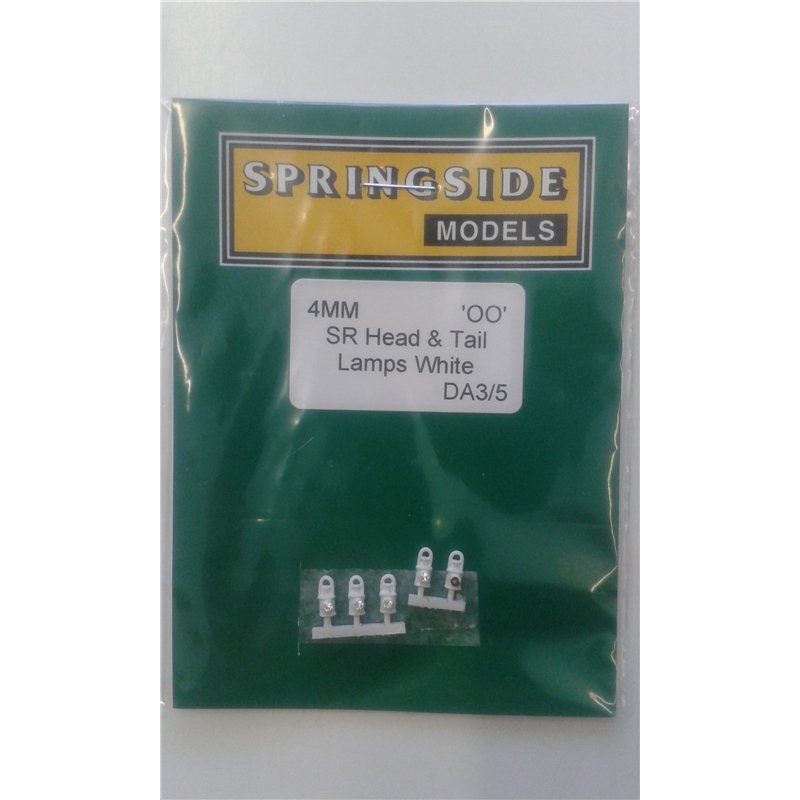 SPRINGSIDE
MODELS
4MM 'OO'
SR Head & Tail
Lamps White
DA3/5